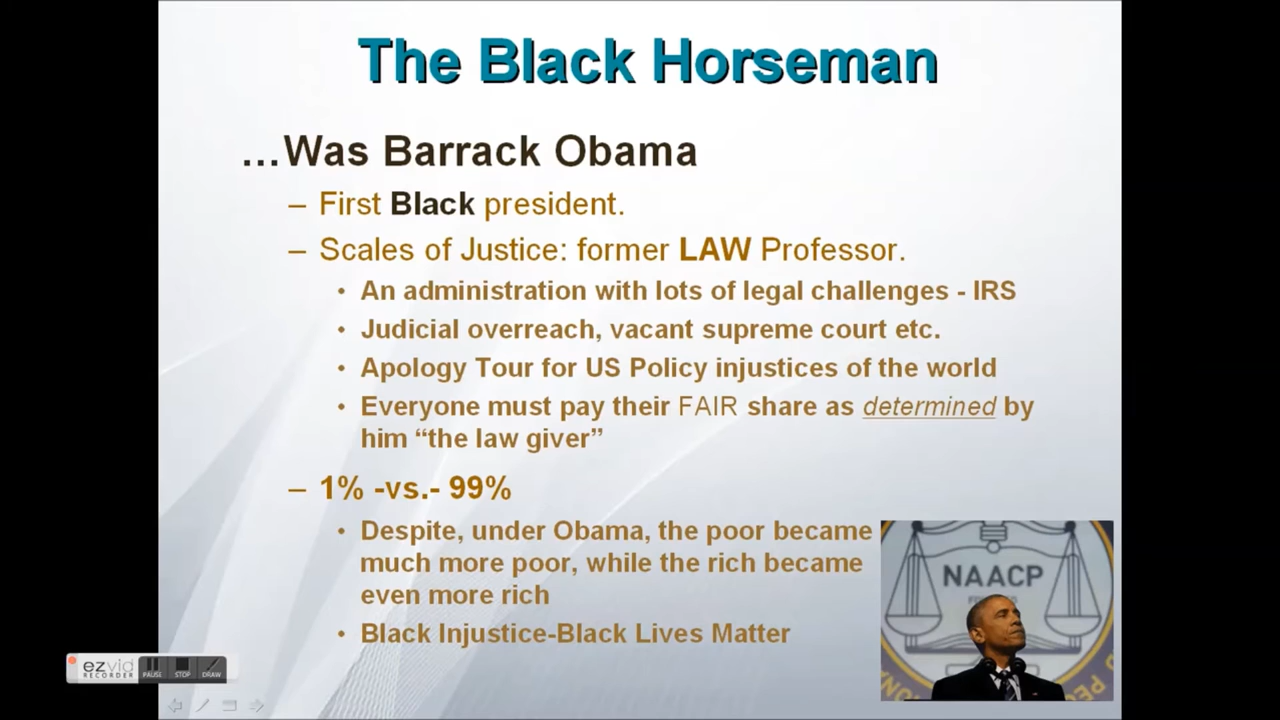 The Black Horseman
…Was Barrack Obama
– First Black president.
– Scales of Justice: former LAW Professor.
• An administration with lots of legal challenges - IRS
• Judicial overreach, vacant supreme court etc.
• Apology Tour for US Policy injustices of the world
• Everyone must pay their FAIR share as determined by
him “the law giver”
– 1% -vs.- 99%
• Despite, under Obama, the poor became
much more poor, while the rich became
even more rich
• Black Injustice-Black Lives Matter
NAACP
ezvid
RECORDER
PAUSE STOP DRAW